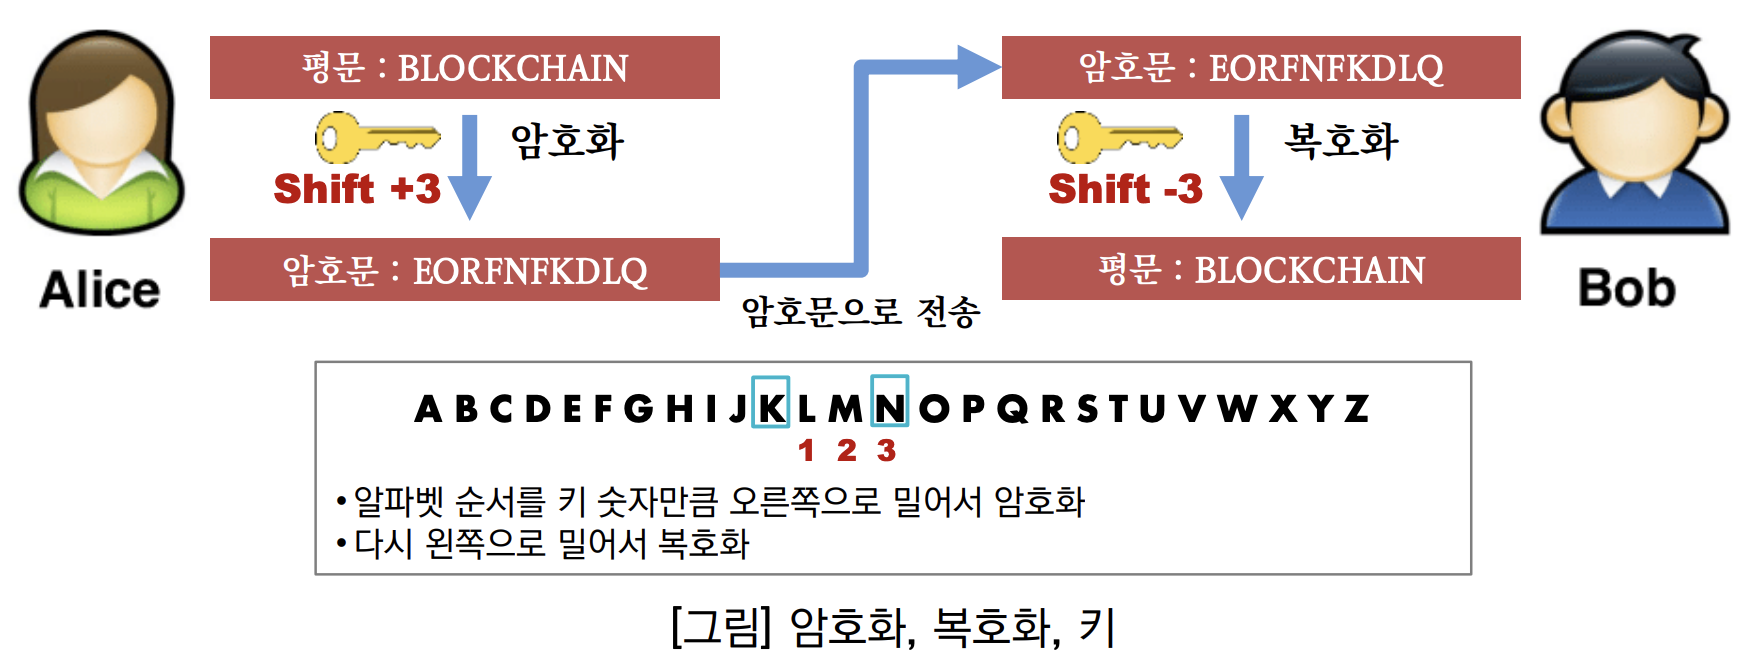 평문 : BLOCKCHAIN
Shift +3
암호화
암호문 : EORFNFKDLQ
Alice
암호문으로 전송
암호문 : EORFNFKDLQ
Shift -3
복호화
평문 : BLOCKCHAIN
Bob
A B C D E F G H I J K L M N O P Q R S T U V W X Y Z
1 2 3
• 알파벳 순서를 키 숫자만큼 오른쪽으로 밀어서 암호화
• 다시 왼쪽으로 밀어서 복호화
[그림] 암호화, 복호화, 키